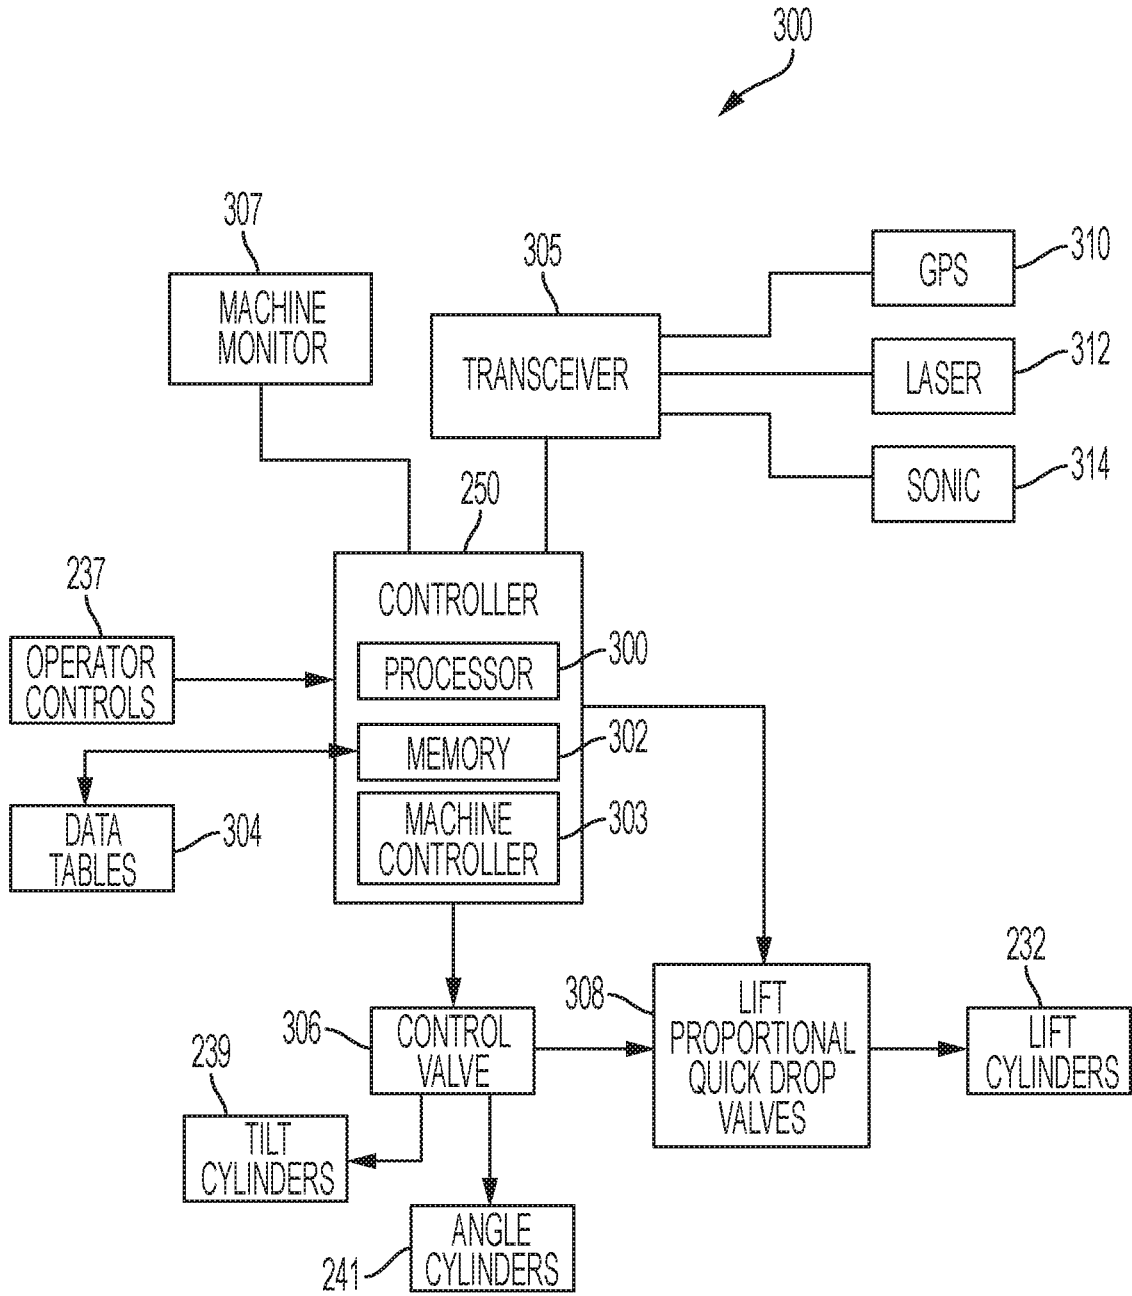 300
307
MACHINE
MONITOR
305
TRANSCEIVER
GPS
310
LASER
312
SONIC
314
250
CONTROLLER
237
OPERATOR
CONTROLS
PROCESSOR
300
MEMORY
302
DATA
TABLES
304
MACHINE
CONTROLLER
303
306
CONTROL
VALVE
308
LIFT
PROPORTIONAL
QUICK DROP
VALVES
232
LIFT
CYLINDERS
239
TILT
CYLINDERS
241
ANGLE
CYLINDERS